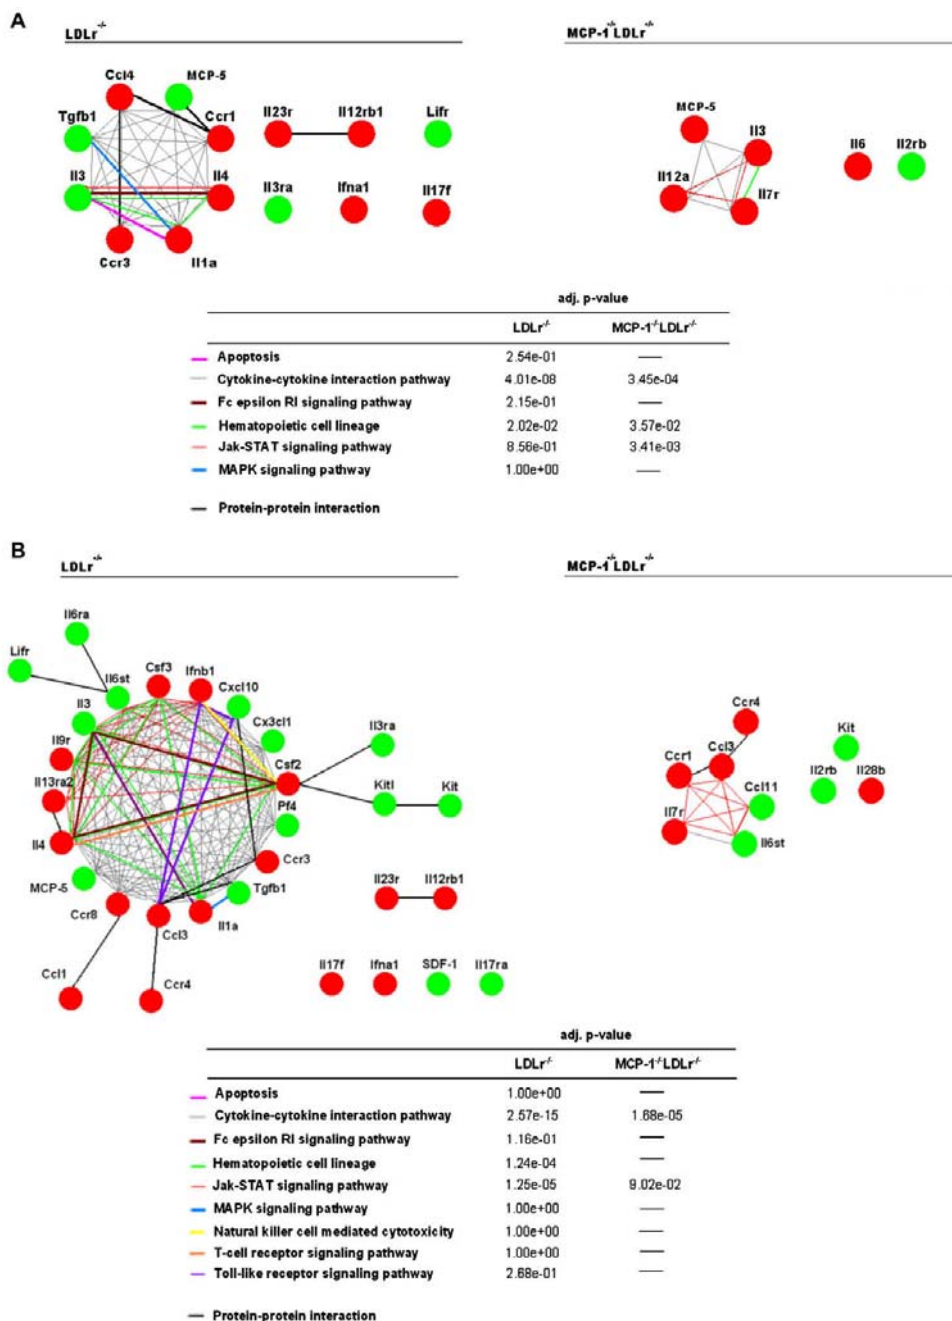 A
LDLr-/-
MCP-1-/-LDLr-/-
Ccl4
MCP-5
Tgfb1
Ccr1
Il3
Il4
Ccr3
Il1a
Il23r
Il12rb1
Lifr
Il3ra
Ifna1
Il17f
MCP-5
Il3
Il12a
Il7r
Il6
Il2rb
adj. p-value
LDLr-/- MCP-1-/-LDLr-/-
Apoptosis 2.54e-01 —
Cytokine-cytokine interaction pathway 4.01e-08 3.45e-04
Fc epsilon RI signaling pathway 2.15e-01 —
Hematopoietic cell lineage 2.02e-02 3.57e-02
Jak-STAT signaling pathway 8.56e-01 3.41e-03
MAPK signaling pathway 1.00e+00 —
Protein-protein interaction
B
LDLr-/-
MCP-1-/-LDLr-/-
Il6ra
Lifr
Il6st
Csf3
Ifnb1
Cxcl10
Il3
Cx3cl1
Il9r
Csf2
Il3ra
Il13ra2
Kitl
Kit
Pf4
Il4
Ccr3
MCP-5
Tgfb1
Ccr8
Ccl3
Il1a
Il23r
Il12rb1
Ccl1
Ccr4
Il17f
Ifna1
SDF-1
Il17ra
Ccr4
Ccr1
Ccl3
Kit
Ccl11
Il2rb
Il28b
Il7r
Il6st
adj. p-value
LDLr-/- MCP-1-/-LDLr-/-
Apoptosis 1.00e+00 —
Cytokine-cytokine interaction pathway 2.57e-15 1.68e-05
Fc epsilon RI signaling pathway 1.16e-01 —
Hematopoietic cell lineage 1.24e-04 —
Jak-STAT signaling pathway 1.25e-05 9.02e-02
MAPK signaling pathway 1.00e+00 —
Natural killer cell mediated cytotoxicity 1.00e+00 —
T-cell receptor signaling pathway 1.00e+00 —
Toll-like receptor signaling pathway 2.68e-01 —
Protein-protein interaction